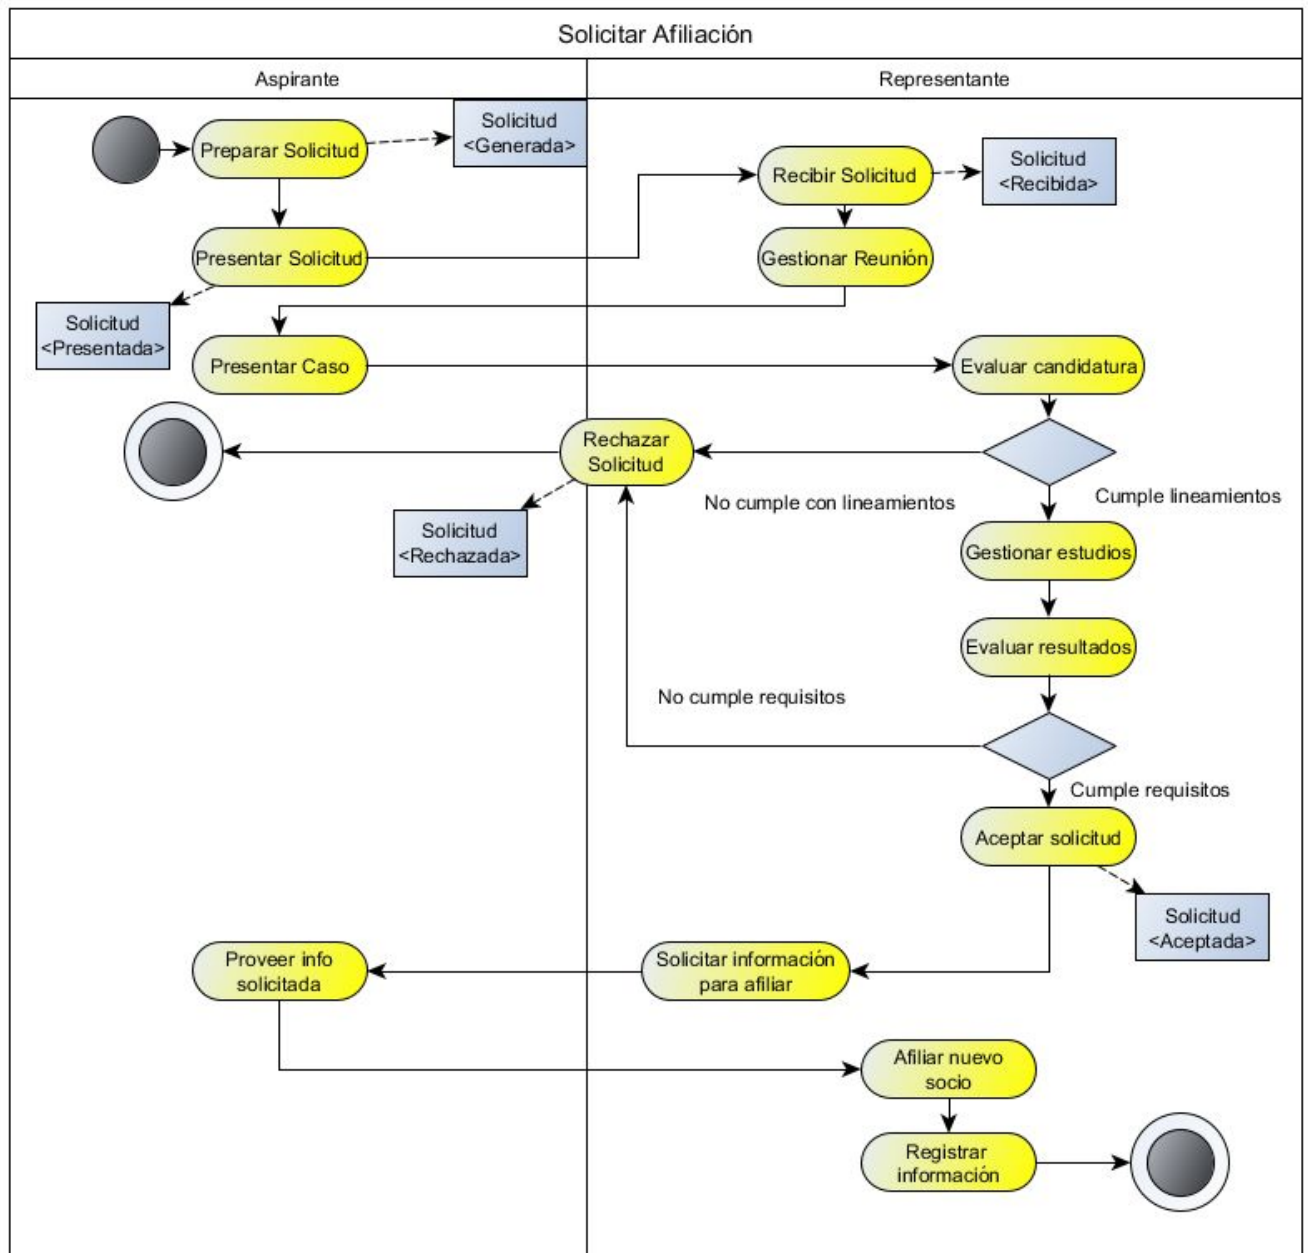 Solicitar Afiliación
Aspirante
Representante
Preparar Solicitud
Solicitud
<Generada>
Recibir Solicitud
Solicitud
<Recibida>
Presentar Solicitud
Gestionar Reunión
Solicitud
<Presentada>
Presentar Caso
Evaluar candidatura
Rechazar
Solicitud
No cumple con lineamientos
Cumple lineamientos
Solicitud
<Rechazada>
Gestionar estudios
Evaluar resultados
No cumple requisitos
Cumple requisitos
Aceptar solicitud
Solicitud
<Aceptada>
Proveer info
solicitada
Solicitar información
para afiliar
Afiliar nuevo
socio
Registrar
información